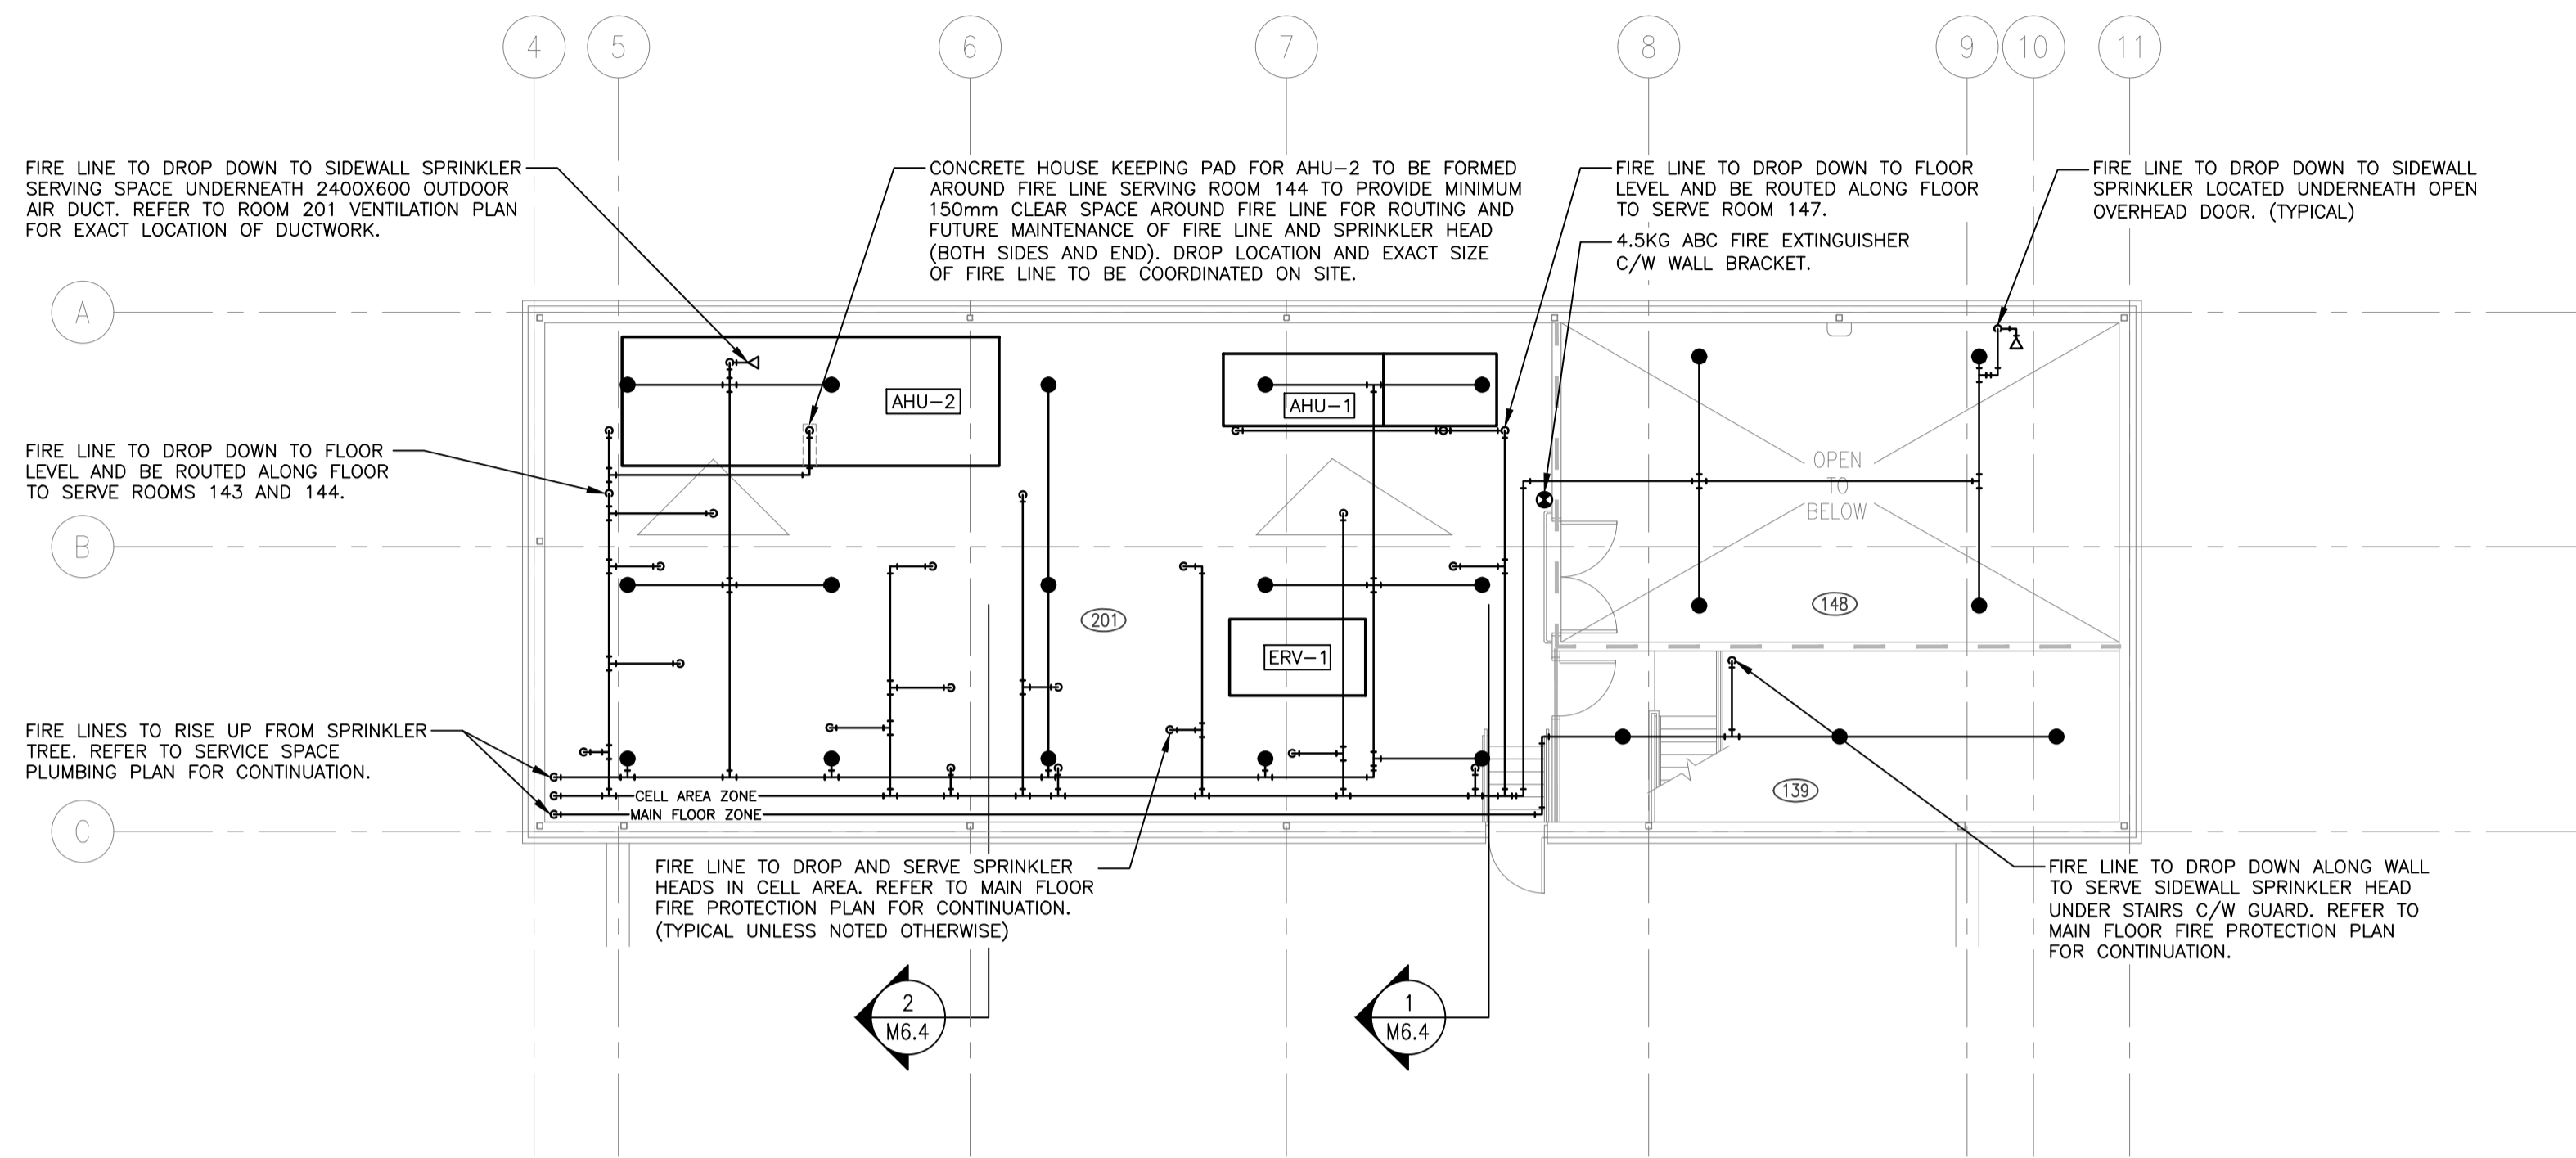 4
5
6
7
8
9
10
11
FIRE LINE TO DROP DOWN TO SIDEWALL SPRINKLER
SERVING SPACE UNDERNEATH 2400X600 OUTDOOR
AIR DUCT. REFER TO ROOM 201 VENTILATION PLAN
FOR EXACT LOCATION OF DUCTWORK.
CONCRETE HOUSE KEEPING PAD FOR AHU-2 TO BE FORMED
AROUND FIRE LINE SERVING ROOM 144 TO PROVIDE MINIMUM
150mm CLEAR SPACE AROUND FIRE LINE FOR ROUTING AND
FUTURE MAINTENANCE OF FIRE LINE AND SPRINKLER HEAD
(BOTH SIDES AND END). DROP LOCATION AND EXACT SIZE
OF FIRE LINE TO BE COORDINATED ON SITE.
FIRE LINE TO DROP DOWN TO FLOOR
LEVEL AND BE ROUTED ALONG FLOOR
TO SERVE ROOM 147.
4.5KG ABC FIRE EXTINGUISHER
C/W WALL BRACKET.
FIRE LINE TO DROP DOWN TO SIDEWALL
SPRINKLER LOCATED UNDERNEATH OPEN
OVERHEAD DOOR. (TYPICAL)
A
AHU-2
AHU-1
FIRE LINE TO DROP DOWN TO FLOOR
LEVEL AND BE ROUTED ALONG FLOOR
TO SERVE ROOMS 143 AND 144.
OPEN
TO
BELOW
B
201
148
ERV-1
FIRE LINES TO RISE UP FROM SPRINKLER
TREE. REFER TO SERVICE SPACE
PLUMBING PLAN FOR CONTINUATION.
CELL AREA ZONE
MAIN FLOOR ZONE
139
C
FIRE LINE TO DROP AND SERVE SPRINKLER
HEADS IN CELL AREA. REFER TO MAIN FLOOR
FIRE PROTECTION PLAN FOR CONTINUATION.
(TYPICAL UNLESS NOTED OTHERWISE)
FIRE LINE TO DROP DOWN ALONG WALL
TO SERVE SIDEWALL SPRINKLER HEAD
UNDER STAIRS C/W GUARD. REFER TO
MAIN FLOOR FIRE PROTECTION PLAN
FOR CONTINUATION.
2
M6.4
1
M6.4